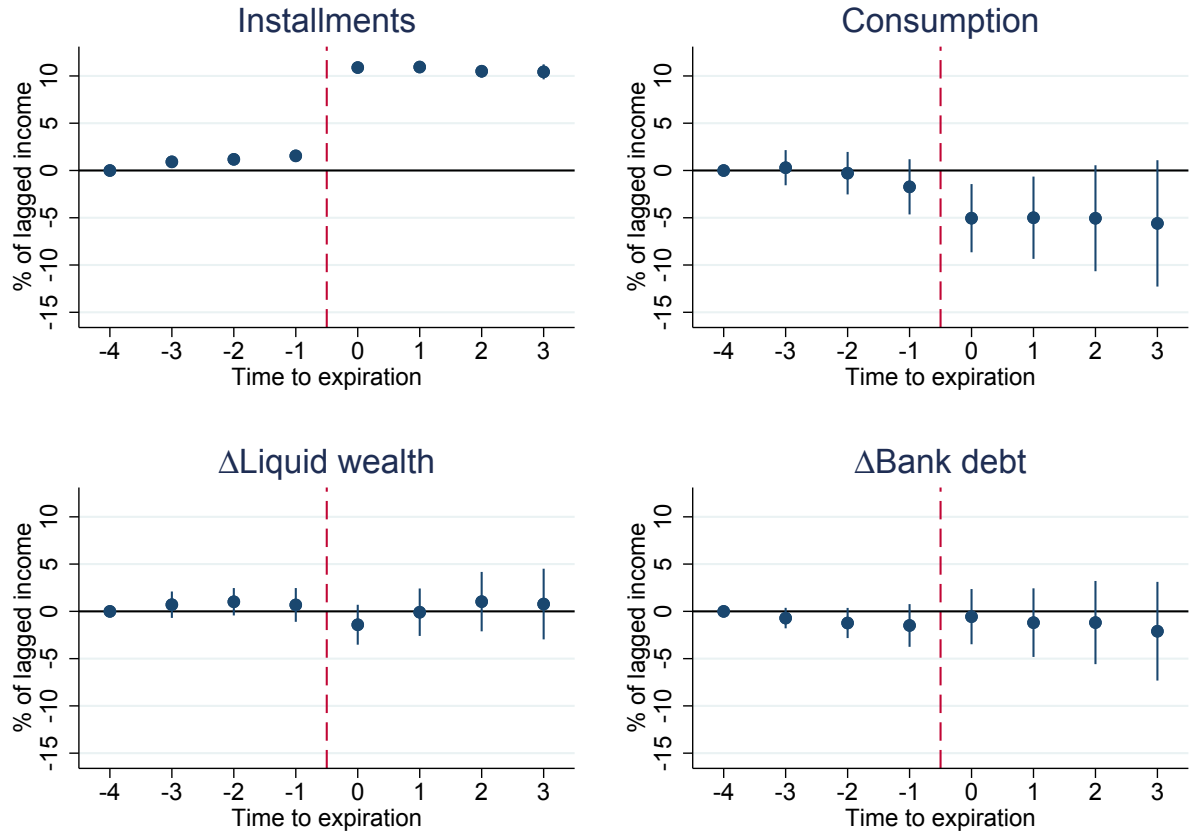 Installments
% of lagged income
10
5
0
-5
-10
-15
-4 -3 -2 -1 0 1 2 3
Time to expiration
Consumption
% of lagged income
10
5
0
-5
-10
-15
-4 -3 -2 -1 0 1 2 3
Time to expiration
ΔLiquid wealth
% of lagged income
10
5
0
-5
-10
-15
-4 -3 -2 -1 0 1 2 3
Time to expiration
ΔBank debt
% of lagged income
10
5
0
-5
-10
-15
-4 -3 -2 -1 0 1 2 3
Time to expiration